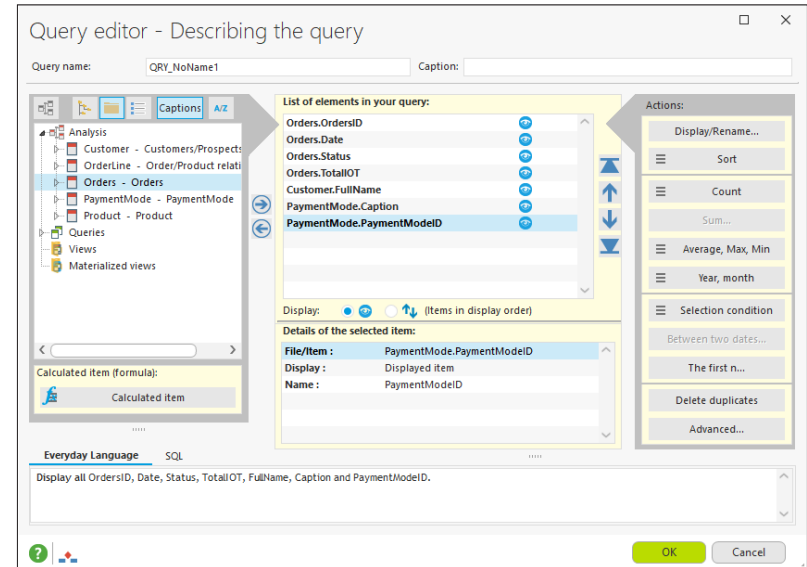 Query editor - Describing the query
Query name: QRY_NoName1 Caption:
Captions A/Z
Analysis
Customer - Customers/Prospects
OrderLine - Order/Product relati
Orders - Orders
PaymentMode - PaymentMode
Product - Product
Queries
Views
Materialized views
Calculated item (formula):
Calculated item
List of elements in your query:
Orders.OrdersID
Orders.Date
Orders.Status
Orders.TotalIOT
Customer.FullName
PaymentMode.Caption
PaymentMode.PaymentModeID
Display: (Items in display order)
Details of the selected item:
File/Item : PaymentMode.PaymentModeID
Display : Displayed item
Name : PaymentModeID
Actions:
Display/Rename...
Sort
Count
Sum...
Average, Max, Min
Year, month
Selection condition
Between two dates...
The first n...
Delete duplicates
Advanced...
Everyday Language SQL
Display all OrdersID, Date, Status, TotalIOT, FullName, Caption and PaymentModeID.
? OK Cancel